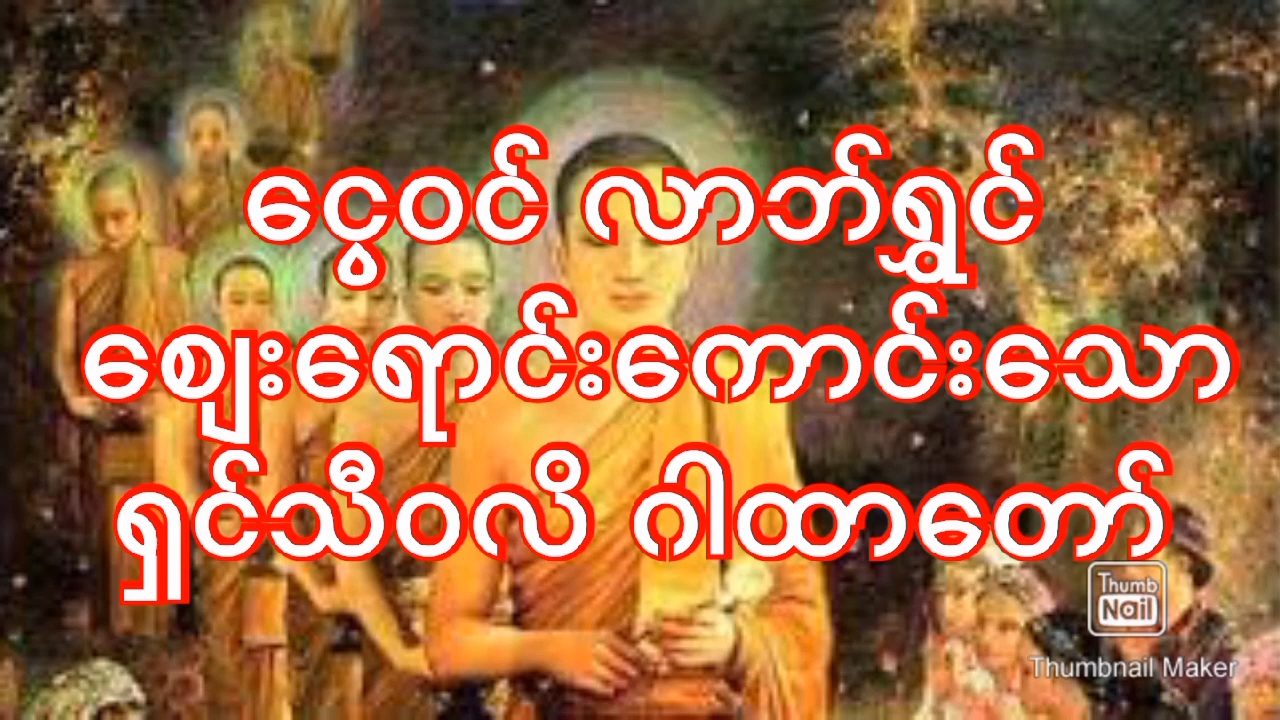 ငွေဝင် လာဘ်ရွှင်
ဈေးရောင်းကောင်းသော
ရှင်သီဝလိ ဂါထာတော်
Thumb
Nail
Thumbnail Maker